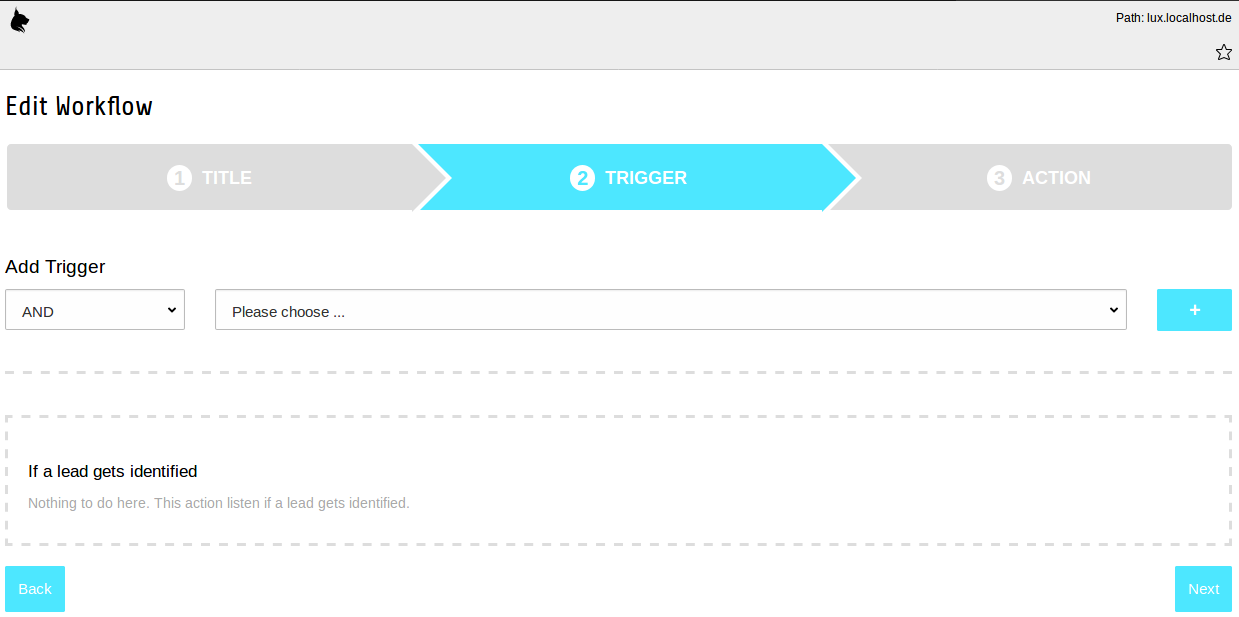 Path: lux.localhost.de
Edit Workflow
1 TITLE
2 TRIGGER
3 ACTION
Add Trigger
AND
Please choose ...
+
If a lead gets identified
Nothing to do here. This action listen if a lead gets identified.
Back
Next